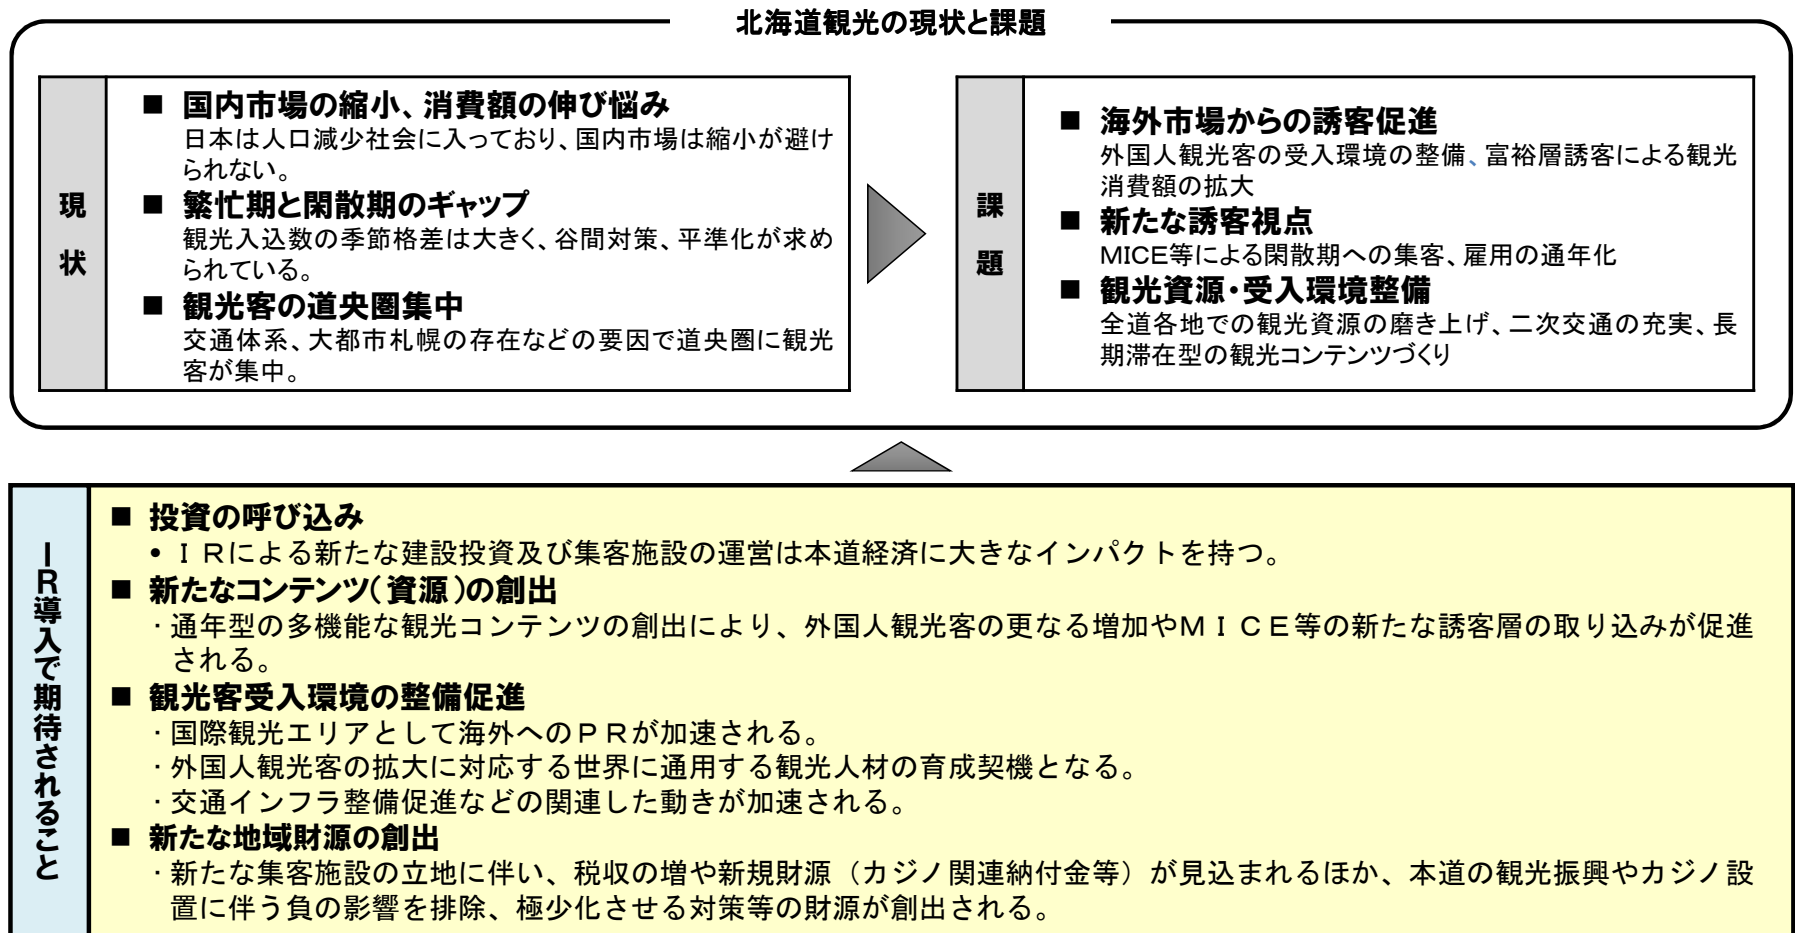 北海道観光の現状と課題
現状
■ 国内市場の縮小、消費額の伸び悩み
日本は人口減少社会に入っており、国内市場は縮小が避け
られない。
■ 繁忙期と閑散期のギャップ
観光入込数の季節格差は大きく、谷間対策、平準化が求め
られている。
■ 観光客の道央圏集中
交通体系、大都市札幌の存在などの要因で道央圏に観光
客が集中。
課題
■ 海外市場からの誘客促進
外国人観光客の受入環境の整備、富裕層誘客による観光
消費額の拡大
■ 新たな誘客視点
MICE等による閑散期への集客、雇用の通年化
■ 観光資源・受入環境整備
全道各地での観光資源の磨き上げ、二次交通の充実、長
期滞在型の観光コンテンツづくり
IR導入で期待されること
■ 投資の呼び込み
• ＩＲによる新たな建設投資及び集客施設の運営は本道経済に大きなインパクトを持つ。
■ 新たなコンテンツ(資源)の創出
・通年型の多機能な観光コンテンツの創出により、外国人観光客の更なる増加やＭＩＣＥ等の新たな誘客層の取り込みが促進
される。
■ 観光客受入環境の整備促進
・国際観光エリアとして海外へのＰＲが加速される。
・外国人観光客の拡大に対応する世界に通用する観光人材の育成契機となる。
・交通インフラ整備促進などの関連した動きが加速される。
■ 新たな地域財源の創出
・新たな集客施設の立地に伴い、税収の増や新規財源（カジノ関連納付金等）が見込まれるほか、本道の観光振興やカジノ設
置に伴う負の影響を排除、極少化させる対策等の財源が創出される。